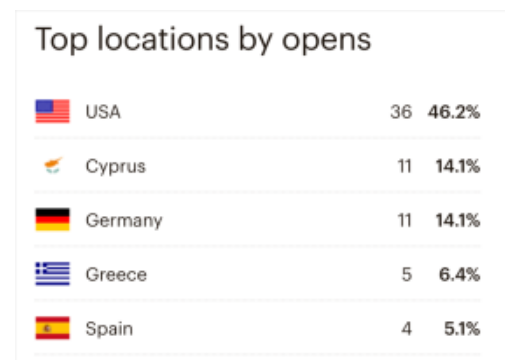 Top locations by opens
USA 36 46.2%
Cyprus 11 14.1%
Germany 11 14.1%
Greece 5 6.4%
Spain 4 5.1%